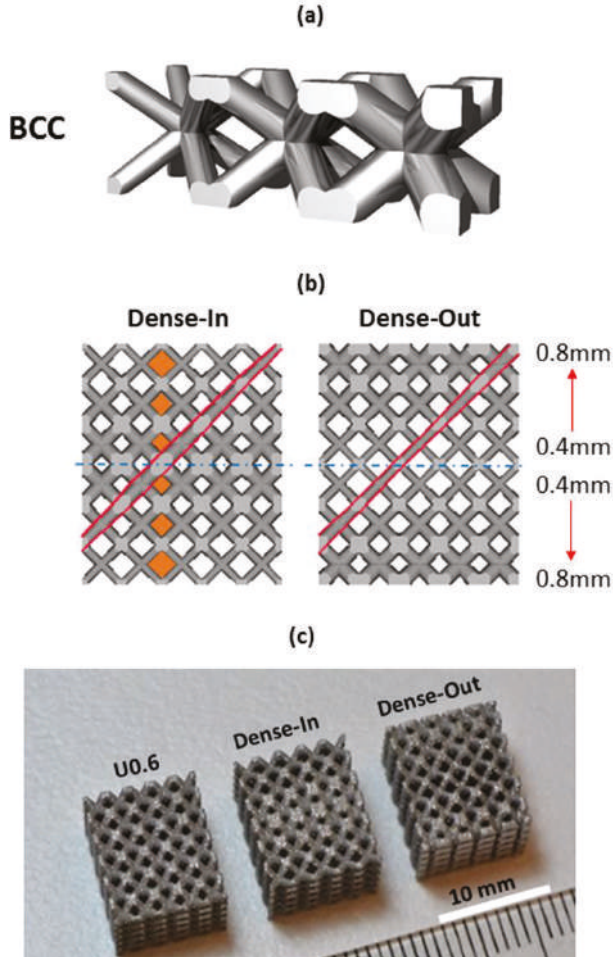 (a)
BCC
(b)
Dense-In
Dense-Out
0.8mm
0.4mm
0.4mm
0.8mm
(c)
U0.6
Dense-In
Dense-Out
10 mm